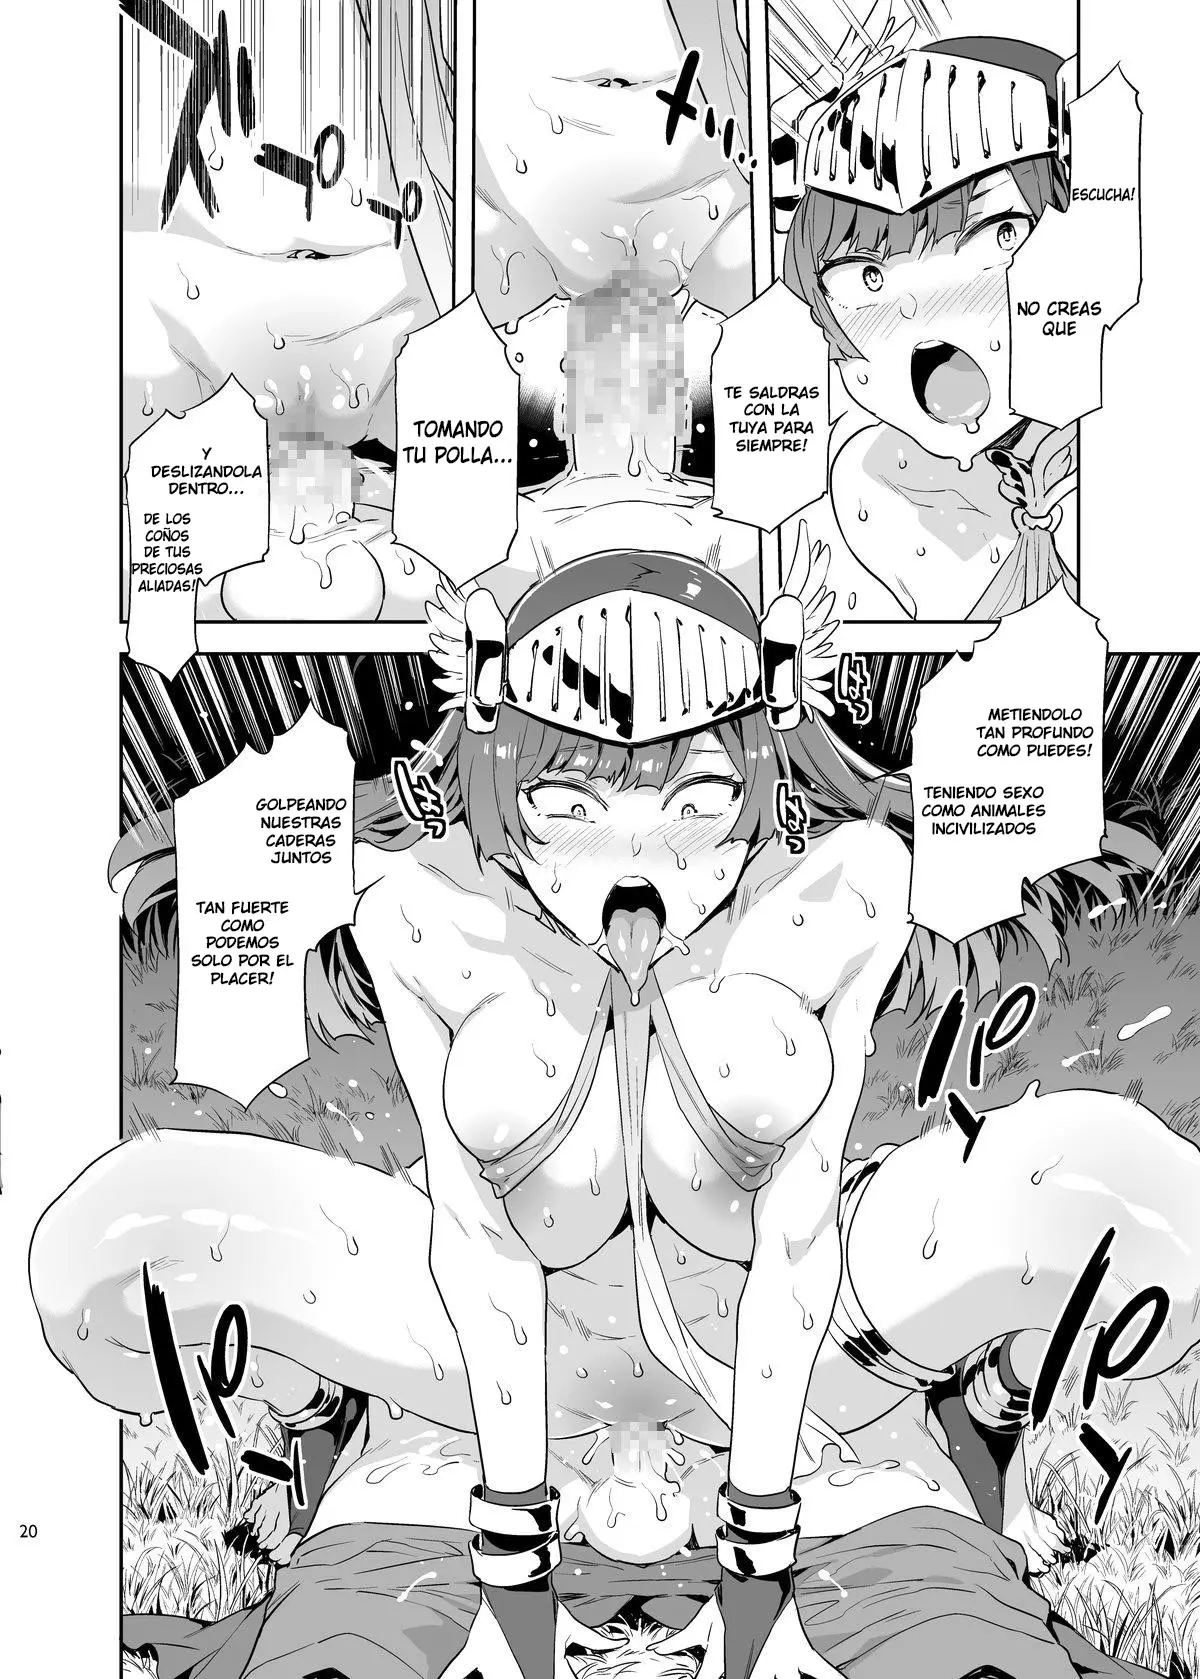 ESCUCHA!
NO CREAS
QUE
TE SALDRAS
CON LA
TUYA PARA
SIEMPRE!
TOMANDO
TU POLLA...
Y
DESLIZANDOLA
DENTRO...
DE LOS
COÑOS
DE TUS
PRECIOSAS
ALIADAS!
METIENDOLO
TAN PROFUNDO
COMO PUEDES!
TENIENDO SEXO
COMO ANIMALES
INCIVILIZADOS
GOLPEANDO
NUESTRAS
CADERAS
JUNTOS
TAN FUERTE
COMO
PODEMOS
SOLO POR EL
PLACER!
20